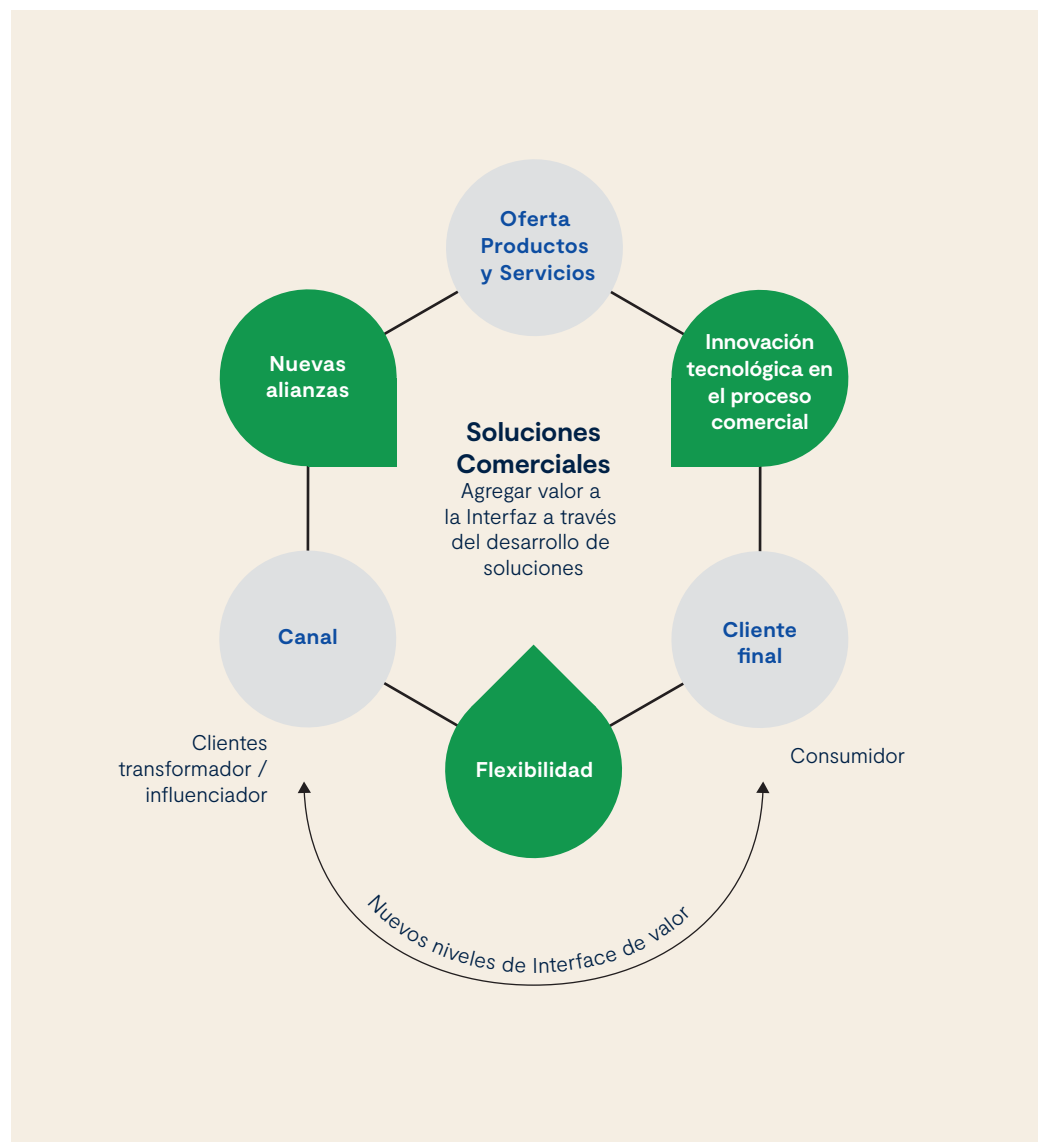 Oferta
Productos
y Servicios
Nuevas
alianzas
Innovación
tecnológica en
el proceso
comercial
Soluciones
Comerciales
Agregar valor a
la Interfaz a través
del desarrollo de
soluciones
Canal
Cliente
final
Flexibilidad
Clientes
transformador /
influenciador
Consumidor
Nuevos niveles de Interface de valor